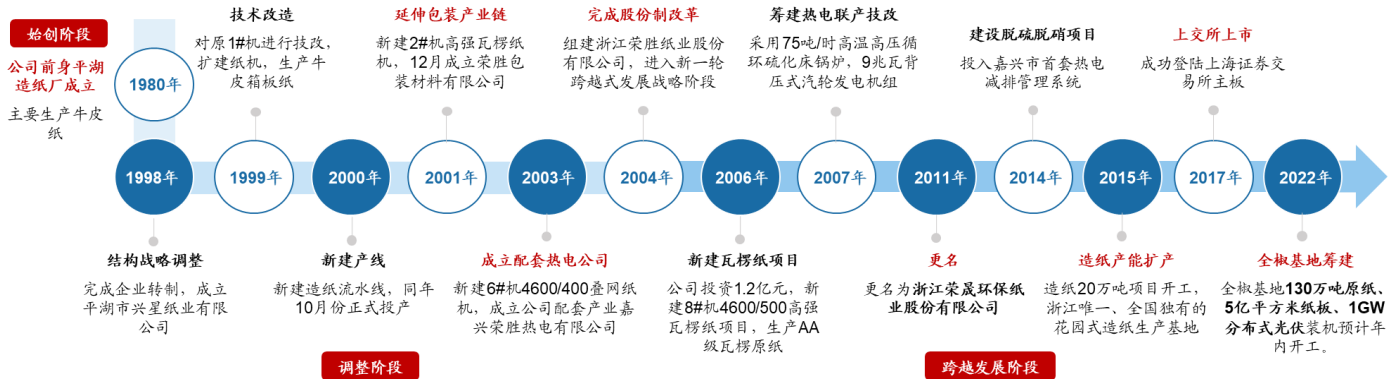 始创阶段
公司前身平湖
造纸厂成立
主要生产牛皮
纸
1980年
1998年
结构战略调整
完成企业转制，成立
平湖市兴星纸业有限
公司
技术改造
对原1#机进行技改，
扩建纸机，生产牛
皮箱板纸
1999年
2000年
新建产线
新建造纸流水线，同年
10月份正式投产
延伸包装产业链
新建2#机高强瓦楞纸
机，12月成立荣胜包
装材料有限公司
2001年
2003年
成立配套热电公司
新建6#机4600/400叠网纸
机，成立公司配套产业嘉
兴荣胜热电有限公司
完成股份制改革
组建浙江荣胜纸业股份
有限公司，进入新一轮
跨越式发展战略阶段
2004年
2006年
新建瓦楞纸项目
公司投资1.2亿元，新
建8#机4600/500高强
瓦楞纸项目，生产AA
级瓦楞原纸
筹建热电联产技改
采用75吨/时高温高压循
环硫化床锅炉，9兆瓦背
压式汽轮发电机组
2007年
2011年
更名
更名为浙江荣晟环保纸
业股份有限公司
建设脱硫脱硝项目
投入嘉兴市首套热电
减排管理系统
2014年
2015年
造纸产能扩产
造纸20万吨项目开工，
浙江唯一、全国独有的
花园式造纸生产基地
上交所上市
成功登陆上海证券交
易所主板
2017年
2022年
全椒基地筹建
全椒基地130万吨原纸、
5亿平方米纸板、1GW
分布式光伏装机预计年
内开工。
调整阶段
跨越发展阶段